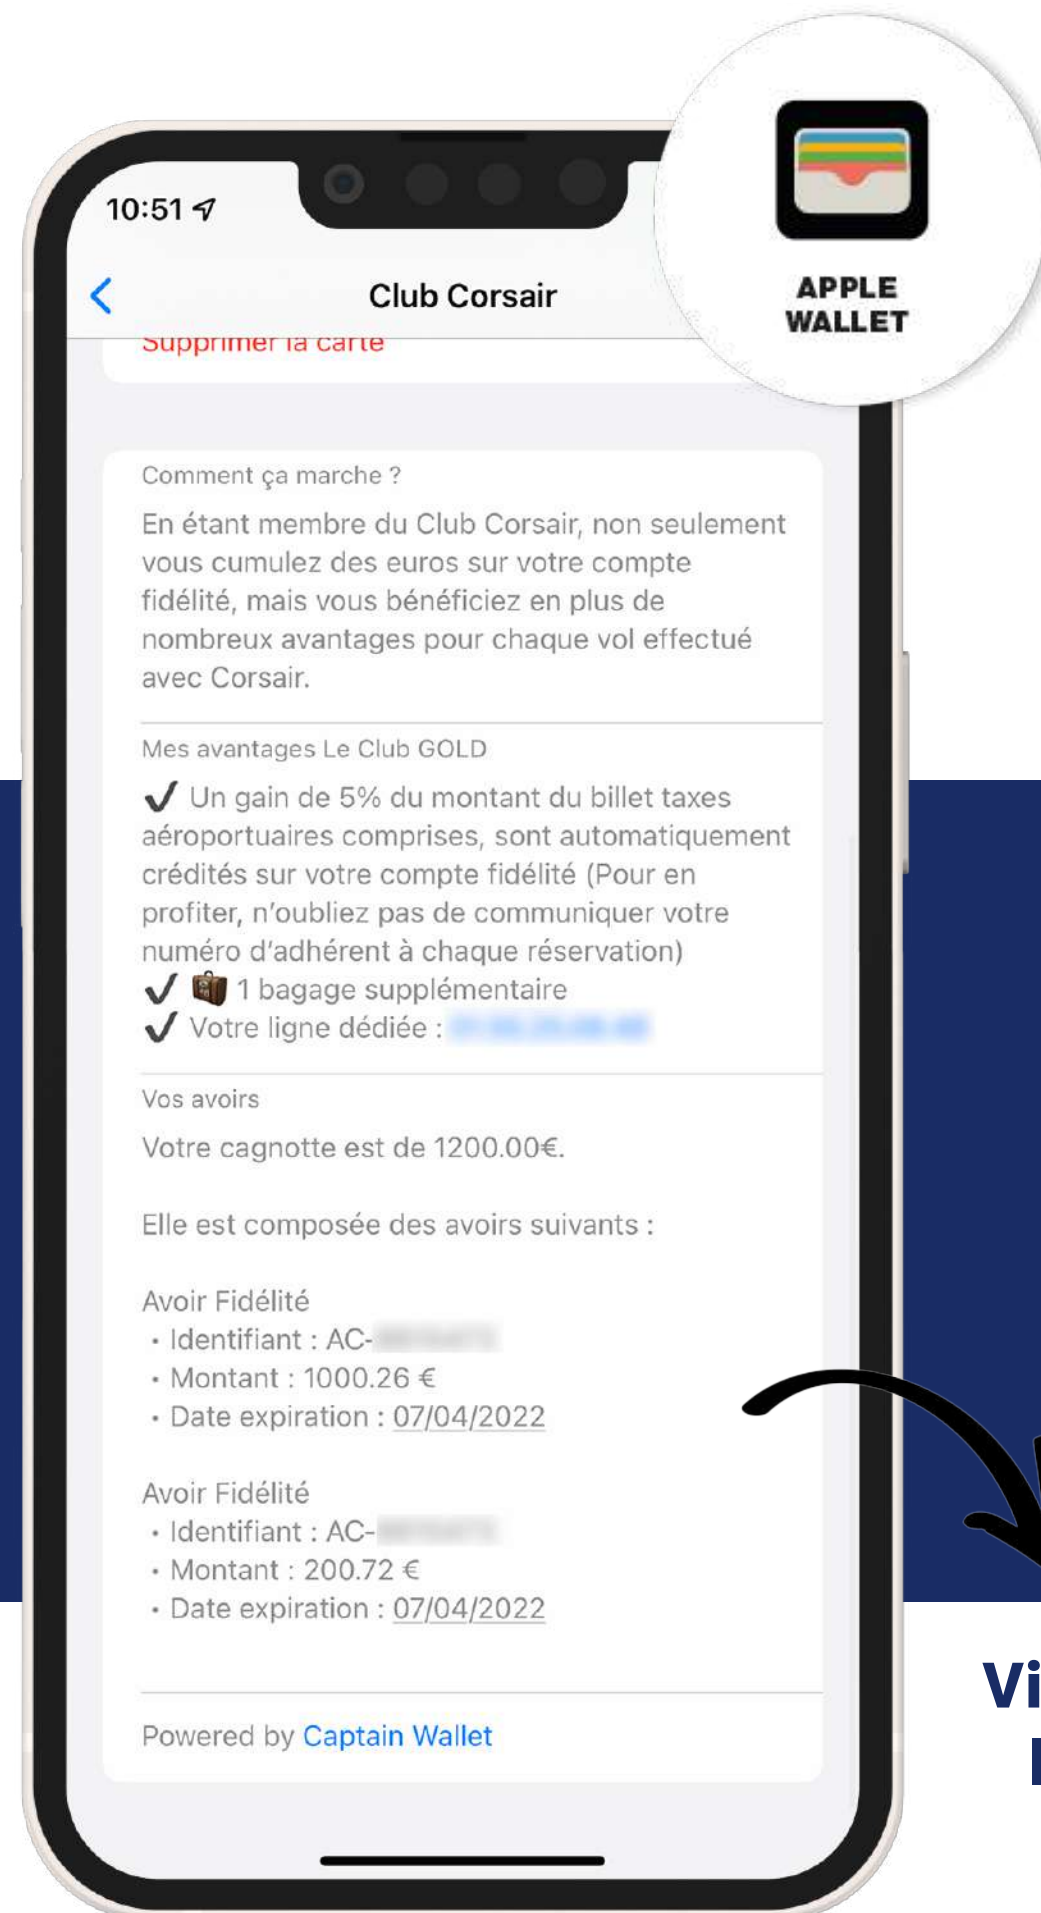 APPLE
WALLET
10:51
Club Corsair
Supprimer la carte
Comment ça marche ?
En étant membre du Club Corsair, non seulement
vous cumulez des euros sur votre compte
fidélité, mais vous bénéficiez en plus de
nombreux avantages pour chaque vol effectué
avec Corsair.
Mes avantages Le Club GOLD
✔ Un gain de 5% du montant du billet taxes
aéroportuaires comprises, sont automatiquement
crédités sur votre compte fidélité (Pour en
profiter, n'oubliez pas de communiquer votre
numéro d'adhérent à chaque réservation)
✔ 1 bagage supplémentaire
✔ Votre ligne dédiée :
Vos avoirs
Votre cagnotte est de 1200.00€.
Elle est composée des avoirs suivants :
Avoir Fidélité
• Identifiant : AC-
• Montant : 1000.26 €
• Date expiration : 07/04/2022
Avoir Fidélité
• Identifiant : AC-
• Montant : 200.72 €
• Date expiration : 07/04/2022
Powered by Captain Wallet